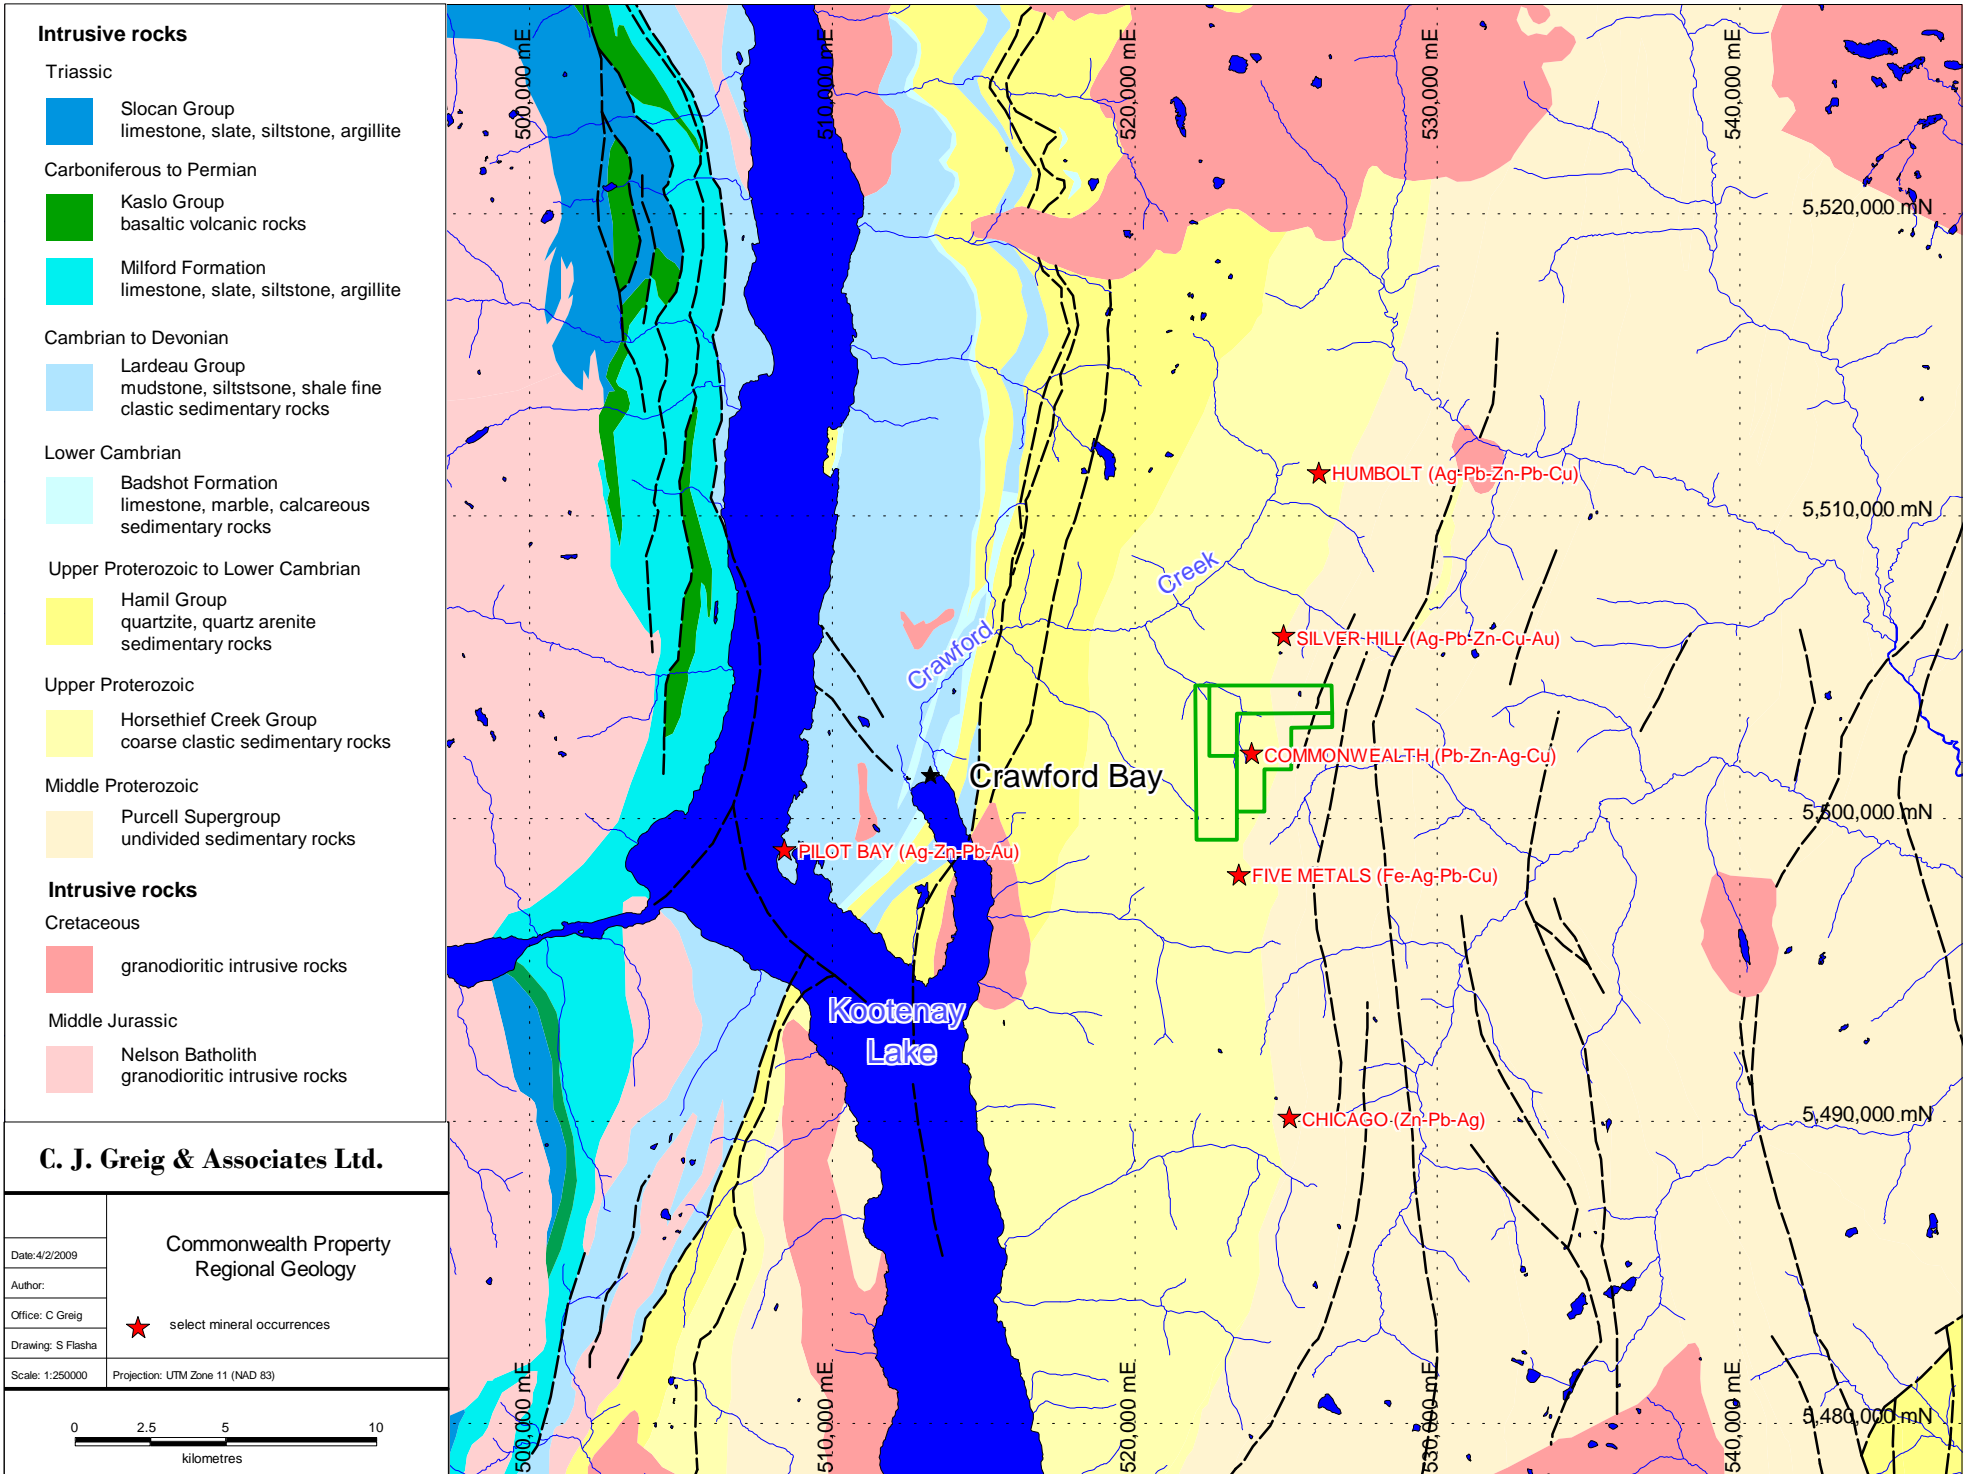 Intrusive rocks
Triassic
Slocan Group
limestone, slate, siltstone, argillite
Carboniferous to Permian
Kaslo Group
basaltic volcanic rocks
Milford Formation
limestone, slate, siltstone, argillite
Cambrian to Devonian
Lardeau Group
mudstone, siltstsone, shale fine
clastic sedimentary rocks
Lower Cambrian
Badshot Formation
limestone, marble, calcareous
sedimentary rocks
Upper Proterozoic to Lower Cambrian
Hamil Group
quartzite, quartz arenite
sedimentary rocks
Upper Proterozoic
Horsethief Creek Group
coarse clastic sedimentary rocks
Middle Proterozoic
Purcell Supergroup
undivided sedimentary rocks
Intrusive rocks
Cretaceous
granodioritic intrusive rocks
Middle Jurassic
Nelson Batholith
granodioritic intrusive rocks
C. J. Greig & Associates Ltd.
Date:4/2/2009
Author:
Office: C Greig
Drawing: S Flasha
Scale: 1:250000
Commonwealth Property
Regional Geology
select mineral occurrences
Projection: UTM Zone 11 (NAD 83)
0 2.5 5 10
kilometres
500,000 mE
510,000 mE
520,000 mE
530,000 mE
540,000 mE
5,520,000 mN
HUMBOLT (Ag-Pb-Zn-Pb-Cu)
5,510,000 mN
Creek
Crawford
SILVER HILL (Ag-Pb-Zn-Cu-Au)
COMMONWEALTH (Pb-Zn-Ag-Cu)
Crawford Bay
5,500,000 mN
PILOT BAY (Ag-Zn-Pb-Au)
FIVE METALS (Fe-Ag-Pb-Cu)
Kootenay
Lake
CHICAGO (Zn-Pb-Ag)
5,490,000 mN
5,480,000 mN
500,000 mE
510,000 mE
520,000 mE
530,000 mE
540,000 mE